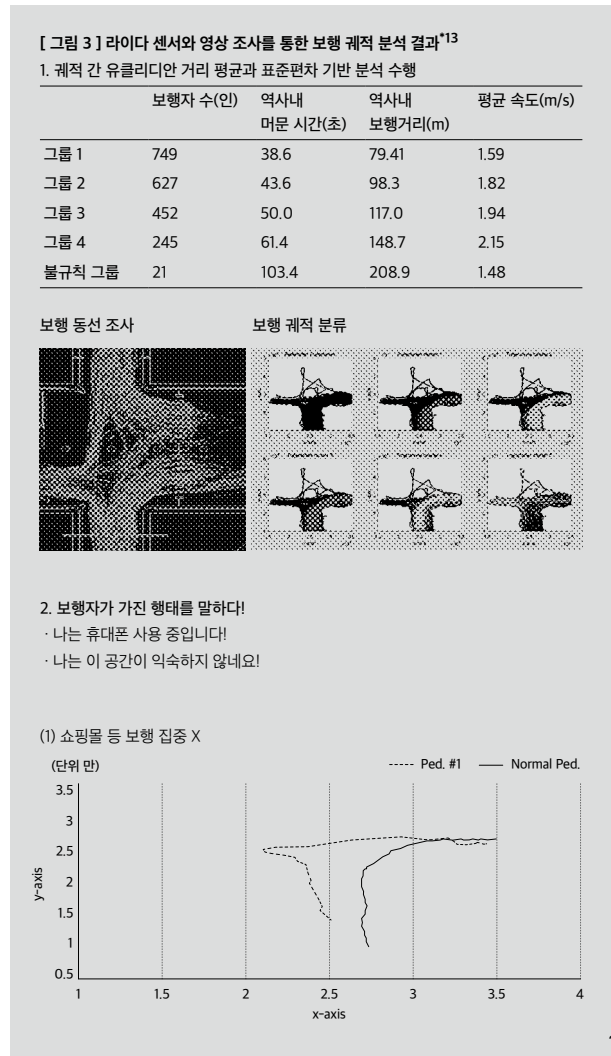 [ 그림 3 ] 라이다 센서와 영상 조사를 통한 보행 궤적 분석 결과*13
1. 궤적 간 유클리디안 거리 평균과 표준편차 기반 분석 수행
보행자 수(인) 역사내 머문 시간(초) 역사내 보행거리(m) 평균 속도(m/s)
그룹 1 749 38.6 79.41 1.59
그룹 2 627 43.6 98.3 1.82
그룹 3 452 50.0 117.0 1.94
그룹 4 245 61.4 148.7 2.15
불규칙 그룹 21 103.4 208.9 1.48
보행 동선 조사 보행 궤적 분류
2. 보행자가 가진 행태를 말하다!
· 나는 휴대폰 사용 중입니다!
· 나는 이 공간이 익숙하지 않네요!
(1) 쇼핑몰 등 보행 집중 X
(단위 만) Ped. #1 Normal Ped.
3.5
3
2.5
2
1.5
1
0.5
y-axis
1 1.5 2 2.5 3 3.5 4
x-axis